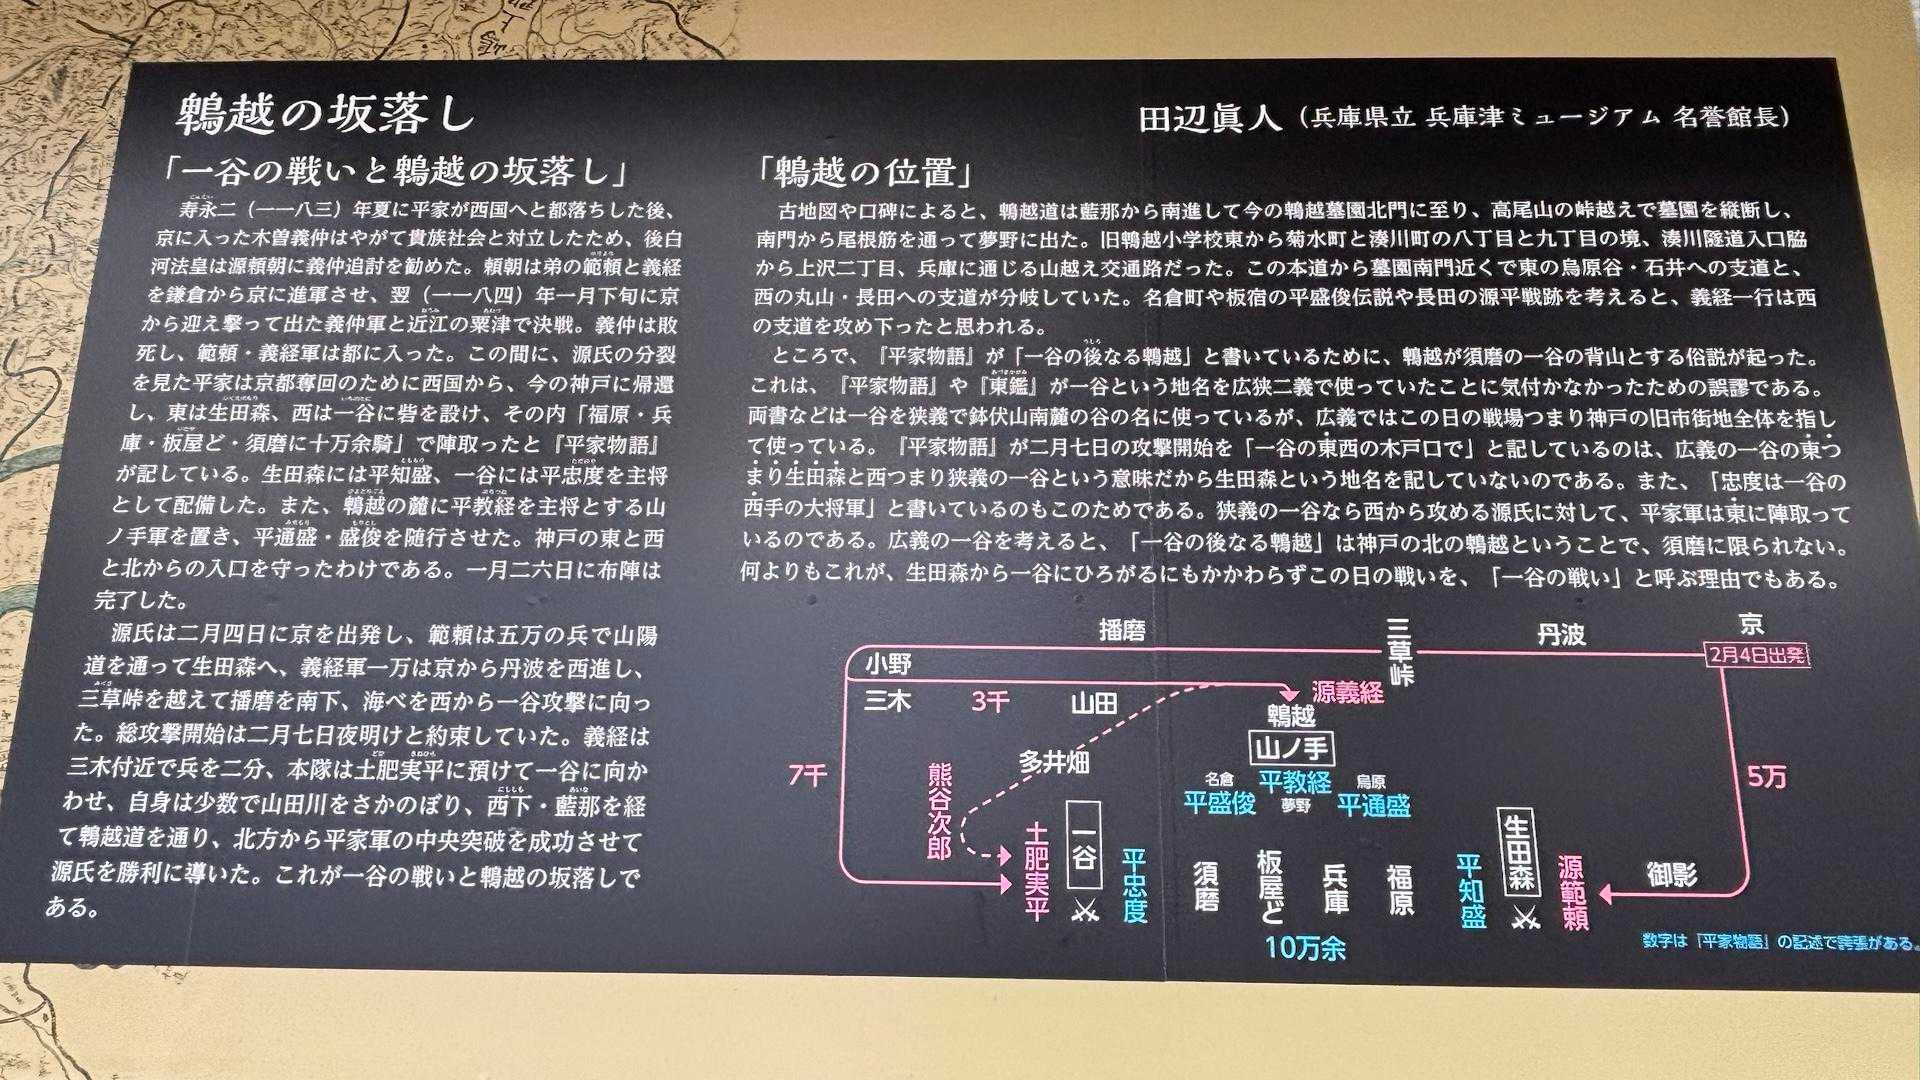 鵯越の坂落し
田辺眞人（兵庫県立 兵庫津ミュージアム 名誉館長）
「一谷の戦いと鵯越の坂落し」
寿永二（一一八三）年夏に平家が西国へと都落ちした後、
京に入った木曽義仲はやがて貴族社会と対立したため、後白
河法皇は源頼朝に義仲追討を勧めた。頼朝は弟の範頼と義経
を鎌倉から京に進軍させ、翌（一一八四）年一月下旬に京
から迎え撃って出た義仲軍と近江の粟津で決戦。義仲は敗
死し、範頼・義経軍は都に入った。この間に、源氏の分裂
を見た平家は京都奪回のために西国から、今の神戸に帰還
し、東は生田森、西は一谷に砦を設け、その内「福原・兵
庫・板屋ど・須磨に十万余騎」で陣取ったと『平家物語』
が記している。生田森には平知盛、一谷には平忠度を主将
として配備した。また、鵯越の麓に平教経を主将とする山
ノ手軍を置き、平通盛・盛俊を随行させた。神戸の東と西
と北からの入口を守ったわけである。一月二六日に布陣は
完了した。
源氏は二月四日に京を出発し、範頼は五万の兵で山陽
道を通って生田森へ、義経軍一万は京から丹波を西進し、
三草峠を越えて播磨を南下、海べを西から一谷攻撃に向っ
た。総攻撃開始は二月七日夜明けと約束していた。義経は
三木付近で兵を二分、本隊は土肥実平に預けて一谷に向か
わせ、自身は少数で山田川をさかのぼり、西下・藍那を経
て鵯越道を通り、北方から平家軍の中央突破を成功させて
源氏を勝利に導いた。これが一谷の戦いと鵯越の坂落しで
ある。
「鵯越の位置」
古地図や口碑によると、鵯越道は藍那から南進して今の鵯越墓園北門に至り、高尾山の峠越えで墓園を縦断し、
南門から尾根筋を通って夢野に出た。旧鵯越小学校東から菊水町と湊川町の八丁目と九丁目の境、湊川隧道入口脇
から上沢二丁目、兵庫に通じる山越え交通路だった。この本道から墓園南門近くで東の烏原谷・石井への支道と、
西の丸山・長田への支道が分岐していた。名倉町や板宿の平盛俊伝説や長田の源平戦跡を考えると、義経一行は西
の支道を攻め下ったと思われる。
ところで、『平家物語』が「一谷の後なる鵯越」と書いているために、鵯越が須磨の一谷の背山とする俗説が起った。
これは、『平家物語』や『東鑑』が一谷という地名を広狭二義で使っていたことに気付かなかったための誤謬である。
両書などは一谷を狭義で鉢伏山南麓の谷の名に使っているが、広義ではこの日の戦場つまり神戸の旧市街地全体を指し
て使っている。『平家物語』が二月七日の攻撃開始を「一谷の東西の木戸口で」と記しているのは、広義の一谷の東つ
まり生田森と西つまり狭義の一谷という意味だから生田森という地名を記していないのである。また、「忠度は一谷の
西手の大将軍」と書いているのもこのためである。狭義の一谷なら西から攻める源氏に対して、平家軍は東に陣取って
いるのである。広義の一谷を考えると、「一谷の後なる鵯越」は神戸の北の鵯越ということで、須磨に限られない。
何よりもこれが、生田森から一谷にひろがるにもかかわらずこの日の戦いを、「一谷の戦い」と呼ぶ理由でもある。
播磨
三草峠
丹波
京
2月4日出発
小野
三木
3千
山田
源義経
鵯越
山ノ手
多井畑
7千
5万
名倉
平盛俊
平教経
夢野
烏原
平通盛
熊谷次郎
土肥実平
一谷
平忠度
須磨
板屋ど
兵庫
福原
10万余
平知盛
生田森
源範頼
御影
数字は『平家物語』の記述で誇張がある。